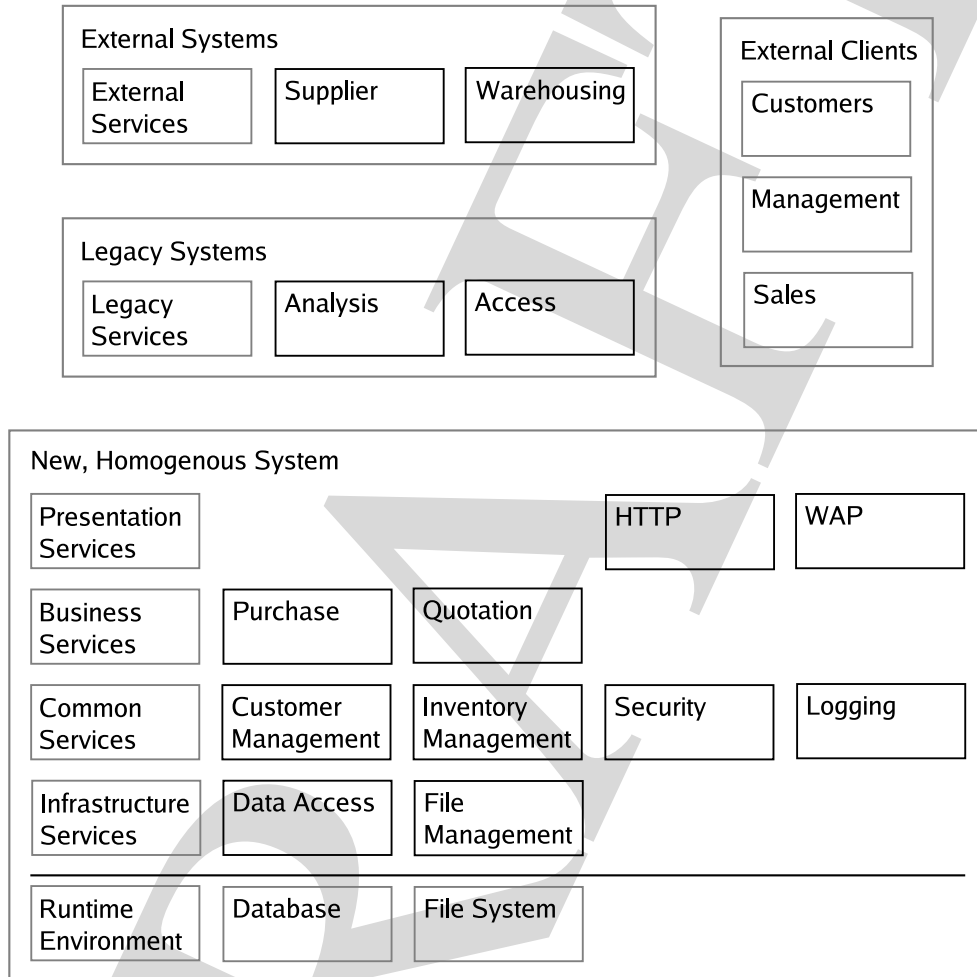 External Systems
External
Services
Supplier
Warehousing
External Clients
Customers
Management
Sales
Legacy Systems
Legacy
Services
Analysis
Access
New, Homogenous System
Presentation
Services
HTTP
WAP
Business
Services
Purchase
Quotation
Common
Services
Customer
Management
Inventory
Management
Security
Logging
Infrastructure
Services
Data Access
File
Management
Runtime
Environment
Database
File System